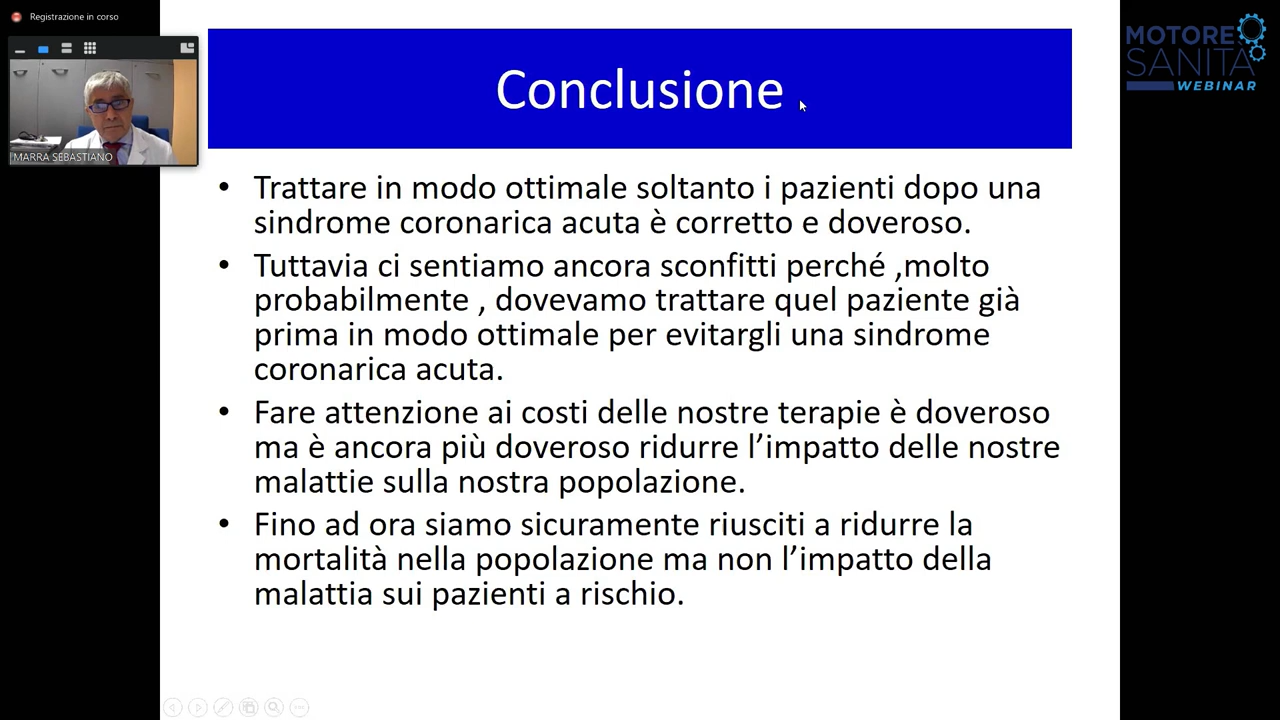 Registrazione in corso
MARRA SEBASTIANO
MOTORE
SANITÀ
WEBINAR
Conclusione
• Trattare in modo ottimale soltanto i pazienti dopo una
sindrome coronarica acuta è corretto e doveroso.
• Tuttavia ci sentiamo ancora sconfitti perché ,molto
probabilmente , dovevamo trattare quel paziente già
prima in modo ottimale per evitargli una sindrome
coronarica acuta.
• Fare attenzione ai costi delle nostre terapie è doveroso
ma è ancora più doveroso ridurre l’impatto delle nostre
malattie sulla nostra popolazione.
• Fino ad ora siamo sicuramente riusciti a ridurre la
mortalità nella popolazione ma non l’impatto della
malattia sui pazienti a rischio.